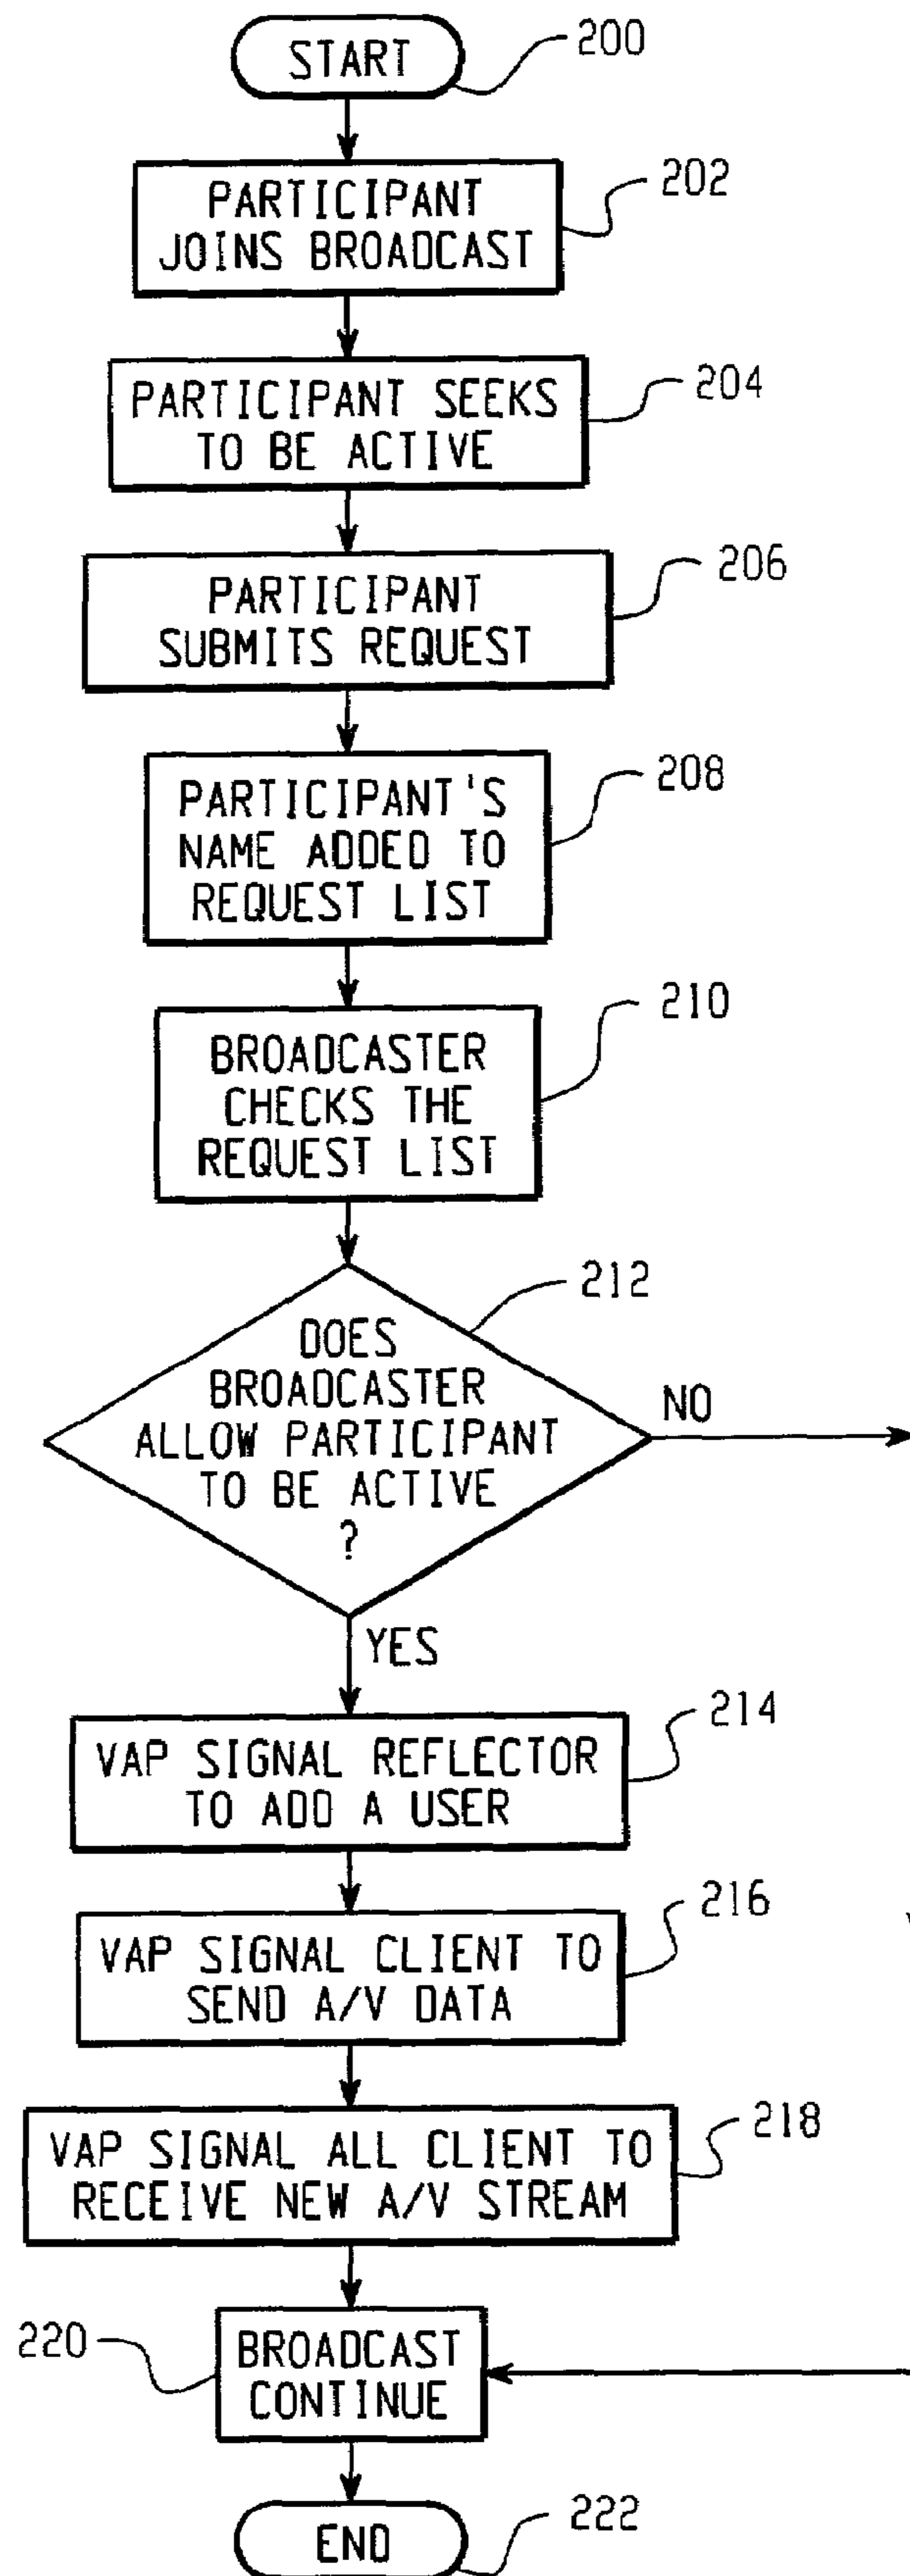 START
200
PARTICIPANT
JOINS BROADCAST
202
PARTICIPANT SEEKS
TO BE ACTIVE
204
PARTICIPANT
SUBMITS REQUEST
206
PARTICIPANT'S
NAME ADDED TO
REQUEST LIST
208
BROADCASTER
CHECKS THE
REQUEST LIST
210
DOES
BROADCASTER
ALLOW PARTICIPANT
TO BE ACTIVE
?
212
NO
YES
VAP SIGNAL REFLECTOR
TO ADD A USER
214
VAP SIGNAL CLIENT TO
SEND A/V DATA
216
VAP SIGNAL ALL CLIENT TO
RECEIVE NEW A/V STREAM
218
220
BROADCAST
CONTINUE
END
222